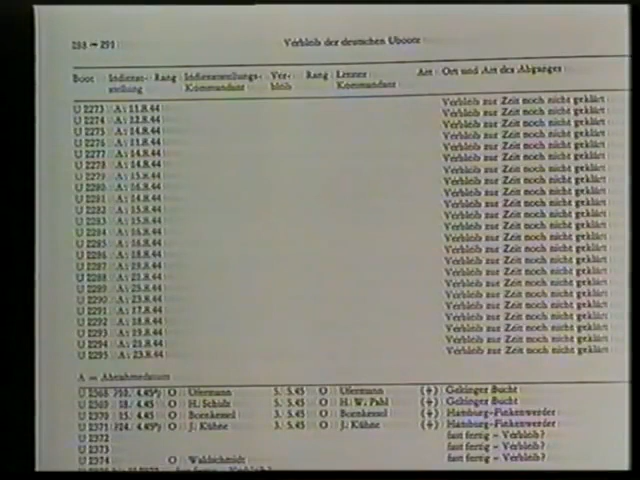 288 – 291 Verbleib der deutschen Uboote
Boot Indienst- Rang Indienststellungs- Ver- Rang Letzter Art Ort und Art des Abganges
stellung Kommandant bleib Kommandant
U 2273 A: 11.8.44 Verbleib zur Zeit noch nicht geklärt
U 2274 A: 12.8.44 Verbleib zur Zeit noch nicht geklärt
U 2275 A: 14.8.44 Verbleib zur Zeit noch nicht geklärt
U 2276 A: 11.8.44 Verbleib zur Zeit noch nicht geklärt
U 2277 A: 14.8.44 Verbleib zur Zeit noch nicht geklärt
U 2278 A: 14.8.44 Verbleib zur Zeit noch nicht geklärt
U 2279 A: 15.8.44 Verbleib zur Zeit noch nicht geklärt
U 2280 A: 16.8.44 Verbleib zur Zeit noch nicht geklärt
U 2281 A: 14.8.44 Verbleib zur Zeit noch nicht geklärt
U 2282 A: 15.8.44 Verbleib zur Zeit noch nicht geklärt
U 2283 A: 15.8.44 Verbleib zur Zeit noch nicht geklärt
U 2284 A: 16.8.44 Verbleib zur Zeit noch nicht geklärt
U 2285 A: 16.8.44 Verbleib zur Zeit noch nicht geklärt
U 2286 A: 18.8.44 Verbleib zur Zeit noch nicht geklärt
U 2287 A: 19.8.44 Verbleib zur Zeit noch nicht geklärt
U 2288 A: Verbleib zur Zeit noch nicht geklärt
U 2289 A: Verbleib zur Zeit noch nicht geklärt
U 2290 A: 23.8.44 Verbleib zur Zeit noch nicht geklärt
U 2291 A: 17.8.44 Verbleib zur Zeit noch nicht geklärt
U 2292 A: 18.8.44 Verbleib zur Zeit noch nicht geklärt
U 2293 A: 19.8.44 Verbleib zur Zeit noch nicht geklärt
U 2294 A: 21.8.44 Verbleib zur Zeit noch nicht geklärt
U 2295 A: 23.8.44 Verbleib zur Zeit noch nicht geklärt
A = Abnahmedatum
U 2368 O Ufermann 5. 5.45 O Ufermann (+) Geltinger Bucht
U 2369 18. 4.45 O H. Schulz 5. 5.45 O H. W. Pahl (+) Geltinger Bucht
U 2370 15. 4.45 O Bornkessel 3. 5.45 O Bornkessel (+) Hamburg-Finkenwerder
U 2371 O J. Kühne 3. 5.45 O J. Kühne (+) Hamburg-Finkenwerder
U 2372 fast fertig – Verbleib?
U 2373 fast fertig – Verbleib?
U 2374 O Waldschmidt fast fertig – Verbleib?